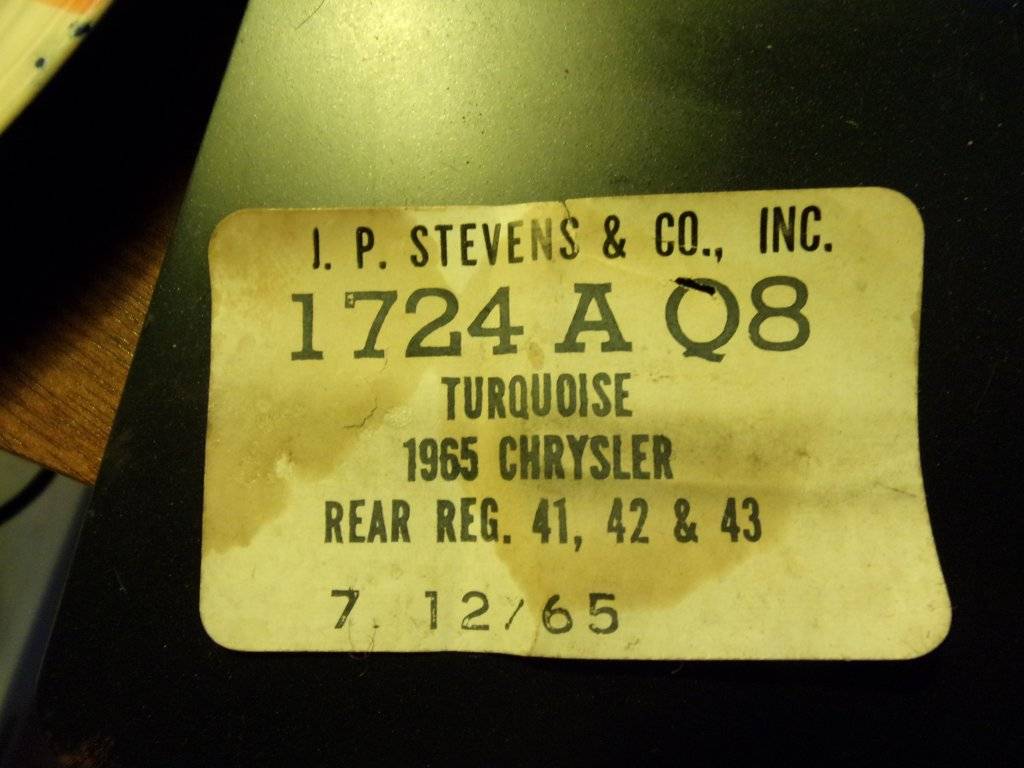 J. P. STEVENS & CO., INC.
1724 A Q8
TURQUOISE
1965 CHRYSLER
REAR REG. 41, 42 & 43
7 12/65